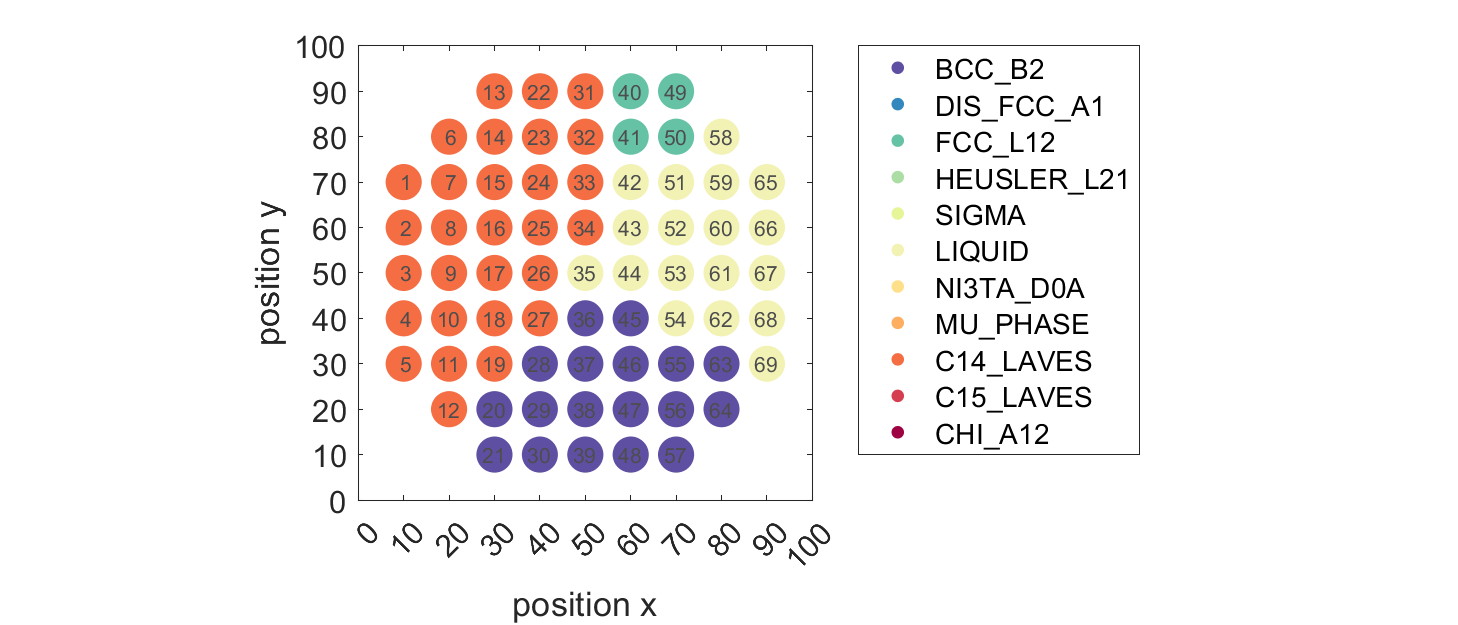 100
90
80
70
60
50
40
30
20
10
0
position y
13 22 31 40 49
6 14 23 32 41 50 58
1 7 15 24 33 42 51 59 65
2 8 16 25 34 43 52 60 66
3 9 17 26 35 44 53 61 67
4 10 18 27 36 45 54 62 68
5 11 19 28 37 46 55 63 69
12 20 29 38 47 56 64
21 30 39 48 57
0 10 20 30 40 50 60 70 80 90 100
position x
BCC_B2
DIS_FCC_A1
FCC_L12
HEUSLER_L21
SIGMA
LIQUID
NI3TA_D0A
MU_PHASE
C14_LAVES
C15_LAVES
CHI_A12